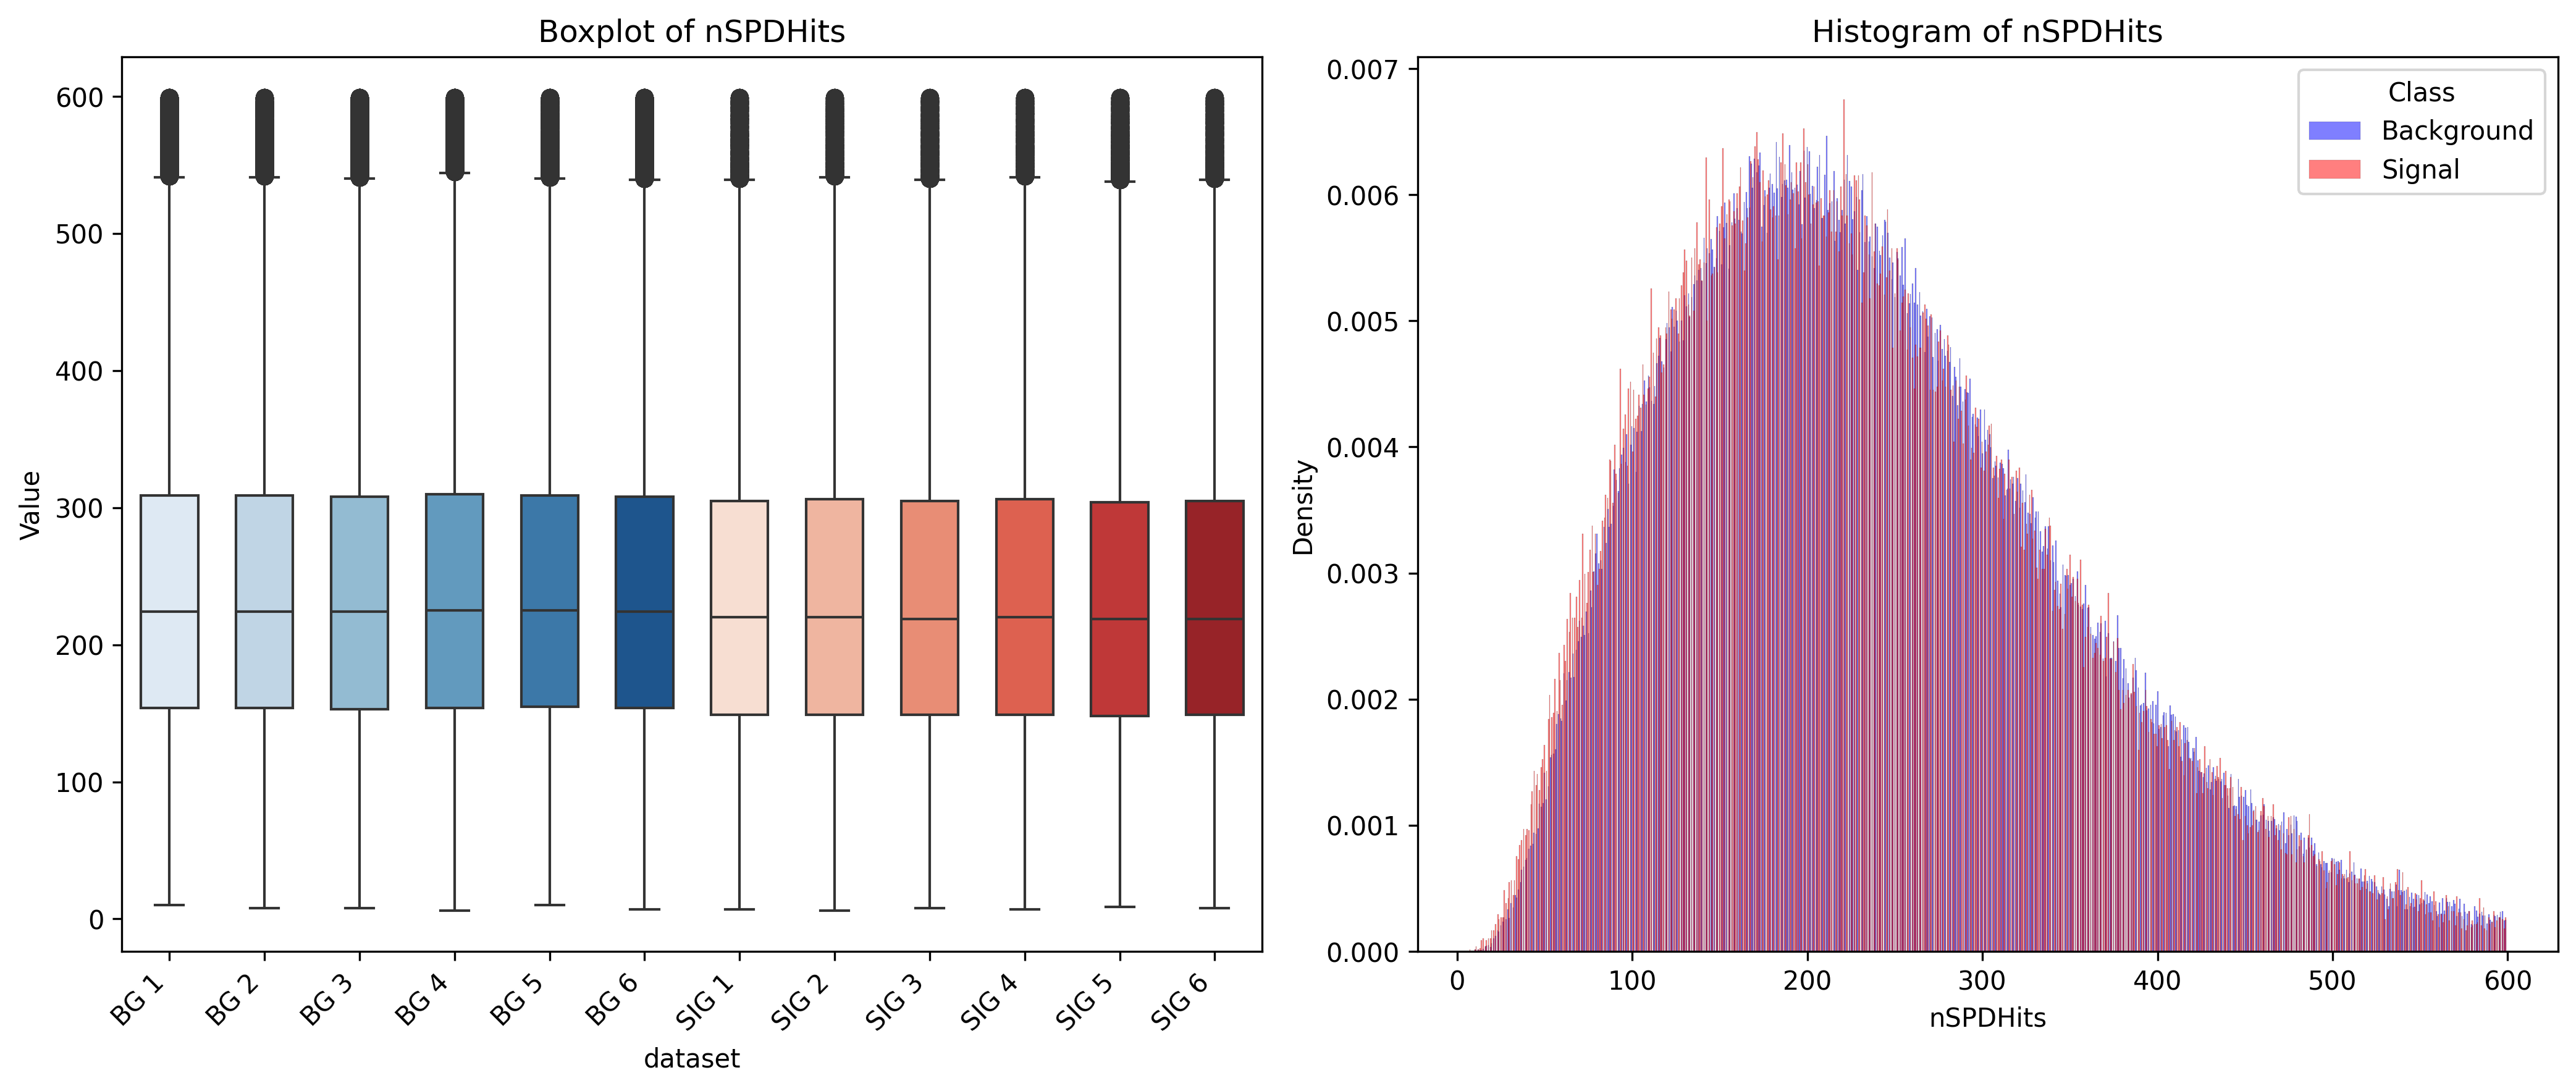 Boxplot of nSPDHits
600
500
400
300
200
100
0
Value
BG 1
BG 2
BG 3
BG 4
BG 5
BG 6
SIG 1
SIG 2
SIG 3
SIG 4
SIG 5
SIG 6
dataset
Histogram of nSPDHits
0.007
0.006
0.005
0.004
0.003
0.002
0.001
0.000
Density
Class
Background
Signal
0
100
200
300
400
500
600
nSPDHits